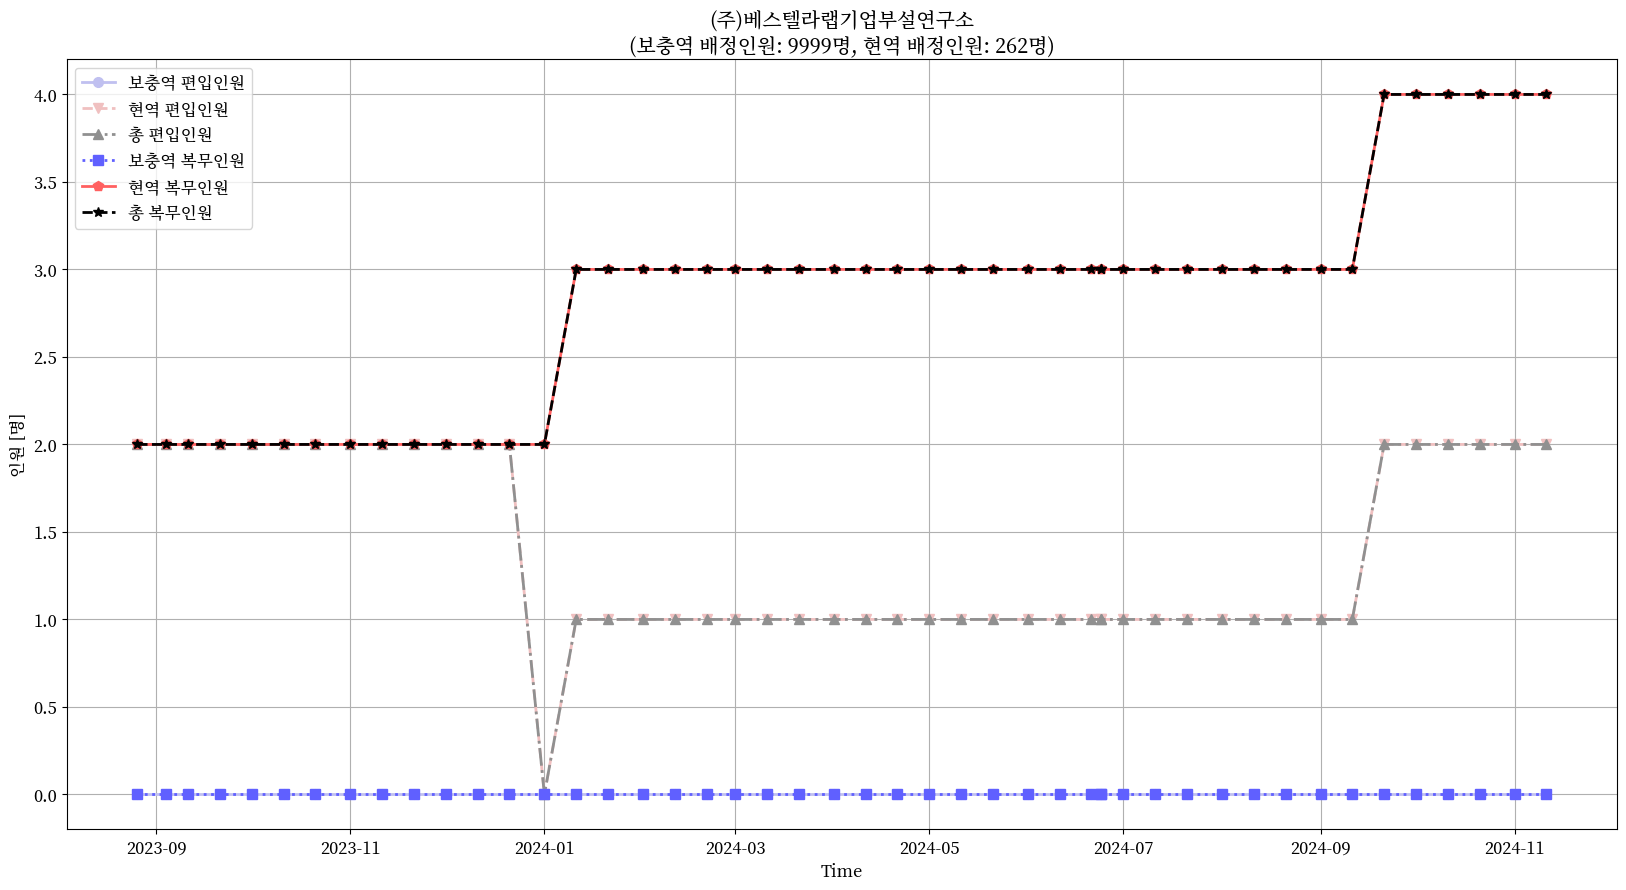 (주)베스텔라랩기업부설연구소
(보충역 배정인원: 9999명, 현역 배정인원: 262명)
보충역 편입인원
현역 편입인원
총 편입인원
보충역 복무인원
현역 복무인원
총 복무인원
4.0
3.5
3.0
2.5
2.0
1.5
1.0
0.5
0.0
인원 [명]
2023-09 2023-11 2024-01 2024-03 2024-05 2024-07 2024-09 2024-11
Time